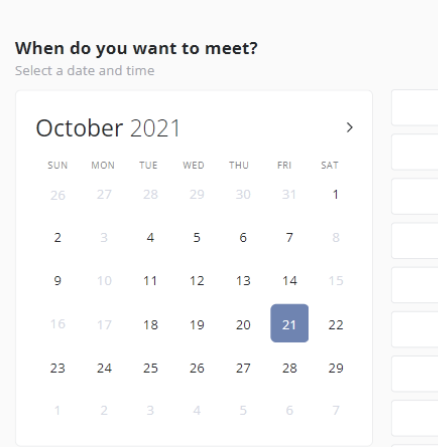 When do you want to meet?
Select a date and time
October 2021
SUN MON TUE WED THU FRI SAT
26 27 28 29 30 31 1
2 3 4 5 6 7 8
9 10 11 12 13 14 15
16 17 18 19 20 21 22
23 24 25 26 27 28 29
1 2 3 4 5 6 7